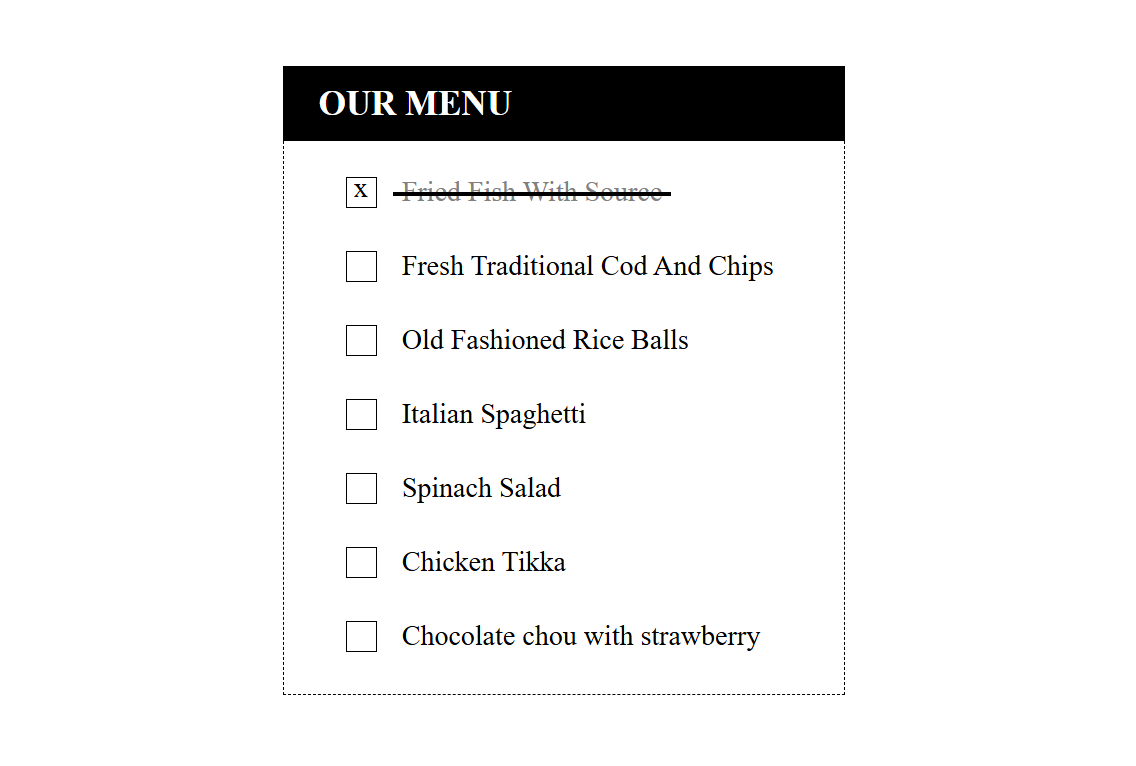 OUR MENU
x Fried Fish With Source
Fresh Traditional Cod And Chips
Old Fashioned Rice Balls
Italian Spaghetti
Spinach Salad
Chicken Tikka
Chocolate chou with strawberry